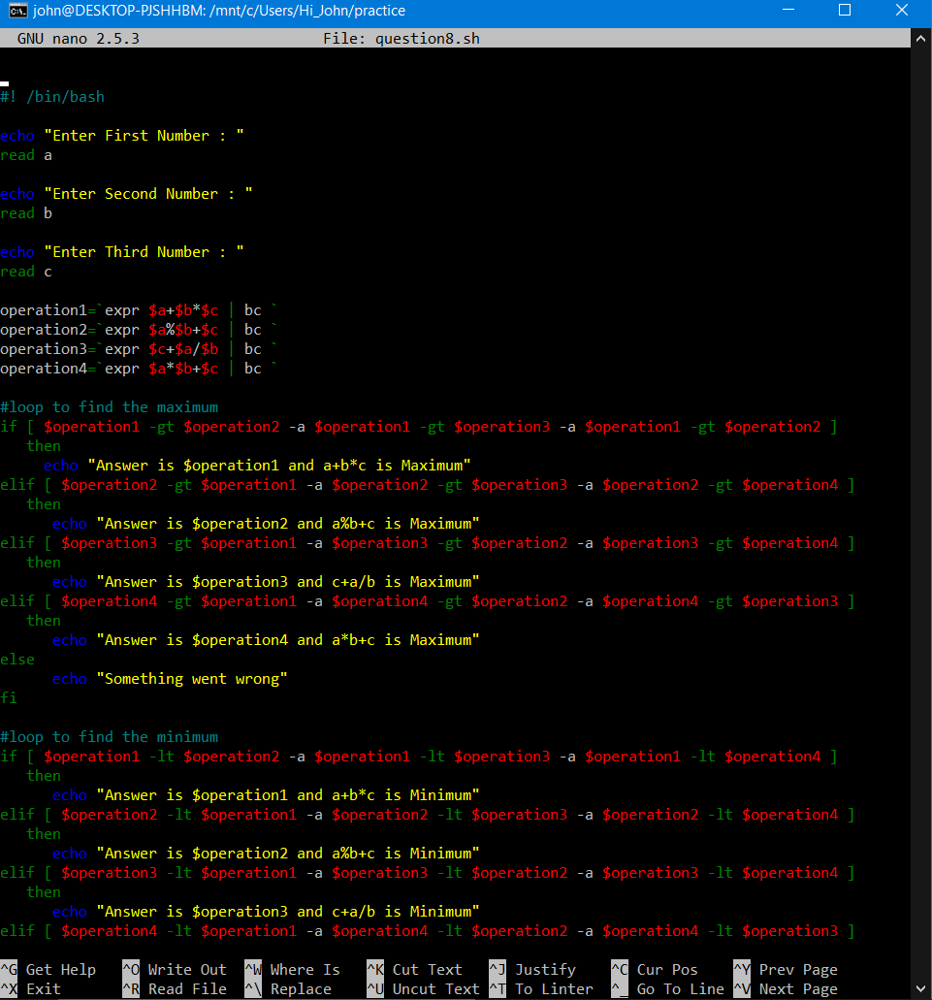 john@DESKTOP-PJSHHBM: /mnt/c/Users/Hi_John/practice
GNU nano 2.5.3 File: question8.sh
#! /bin/bash
echo "Enter First Number : "
read a
echo "Enter Second Number : "
read b
echo "Enter Third Number : "
read c
operation1=`expr $a+$b*$c | bc `
operation2=`expr $a%$b+$c | bc `
operation3=`expr $c+$a/$b | bc `
operation4=`expr $a*$b+$c | bc `
#loop to find the maximum
if [ $operation1 -gt $operation2 -a $operation1 -gt $operation3 -a $operation1 -gt $operation2 ]
then
echo "Answer is $operation1 and a+b*c is Maximum"
elif [ $operation2 -gt $operation1 -a $operation2 -gt $operation3 -a $operation2 -gt $operation4 ]
then
echo "Answer is $operation2 and a%b+c is Maximum"
elif [ $operation3 -gt $operation1 -a $operation3 -gt $operation2 -a $operation3 -gt $operation4 ]
then
echo "Answer is $operation3 and c+a/b is Maximum"
elif [ $operation4 -gt $operation1 -a $operation4 -gt $operation2 -a $operation4 -gt $operation3 ]
then
echo "Answer is $operation4 and a*b+c is Maximum"
else
echo "Something went wrong"
fi
#loop to find the minimum
if [ $operation1 -lt $operation2 -a $operation1 -lt $operation3 -a $operation1 -lt $operation4 ]
then
echo "Answer is $operation1 and a+b*c is Minimum"
elif [ $operation2 -lt $operation1 -a $operation2 -lt $operation3 -a $operation2 -lt $operation4 ]
then
echo "Answer is $operation2 and a%b+c is Minimum"
elif [ $operation3 -lt $operation1 -a $operation3 -lt $operation2 -a $operation3 -lt $operation4 ]
then
echo "Answer is $operation3 and c+a/b is Minimum"
elif [ $operation4 -lt $operation1 -a $operation4 -lt $operation2 -a $operation4 -lt $operation3 ]
^G Get Help ^O Write Out ^W Where Is ^K Cut Text ^J Justify ^C Cur Pos ^Y Prev Page
^X Exit ^R Read File ^\ Replace ^U Uncut Text ^T To Linter ^_ Go To Line ^V Next Page